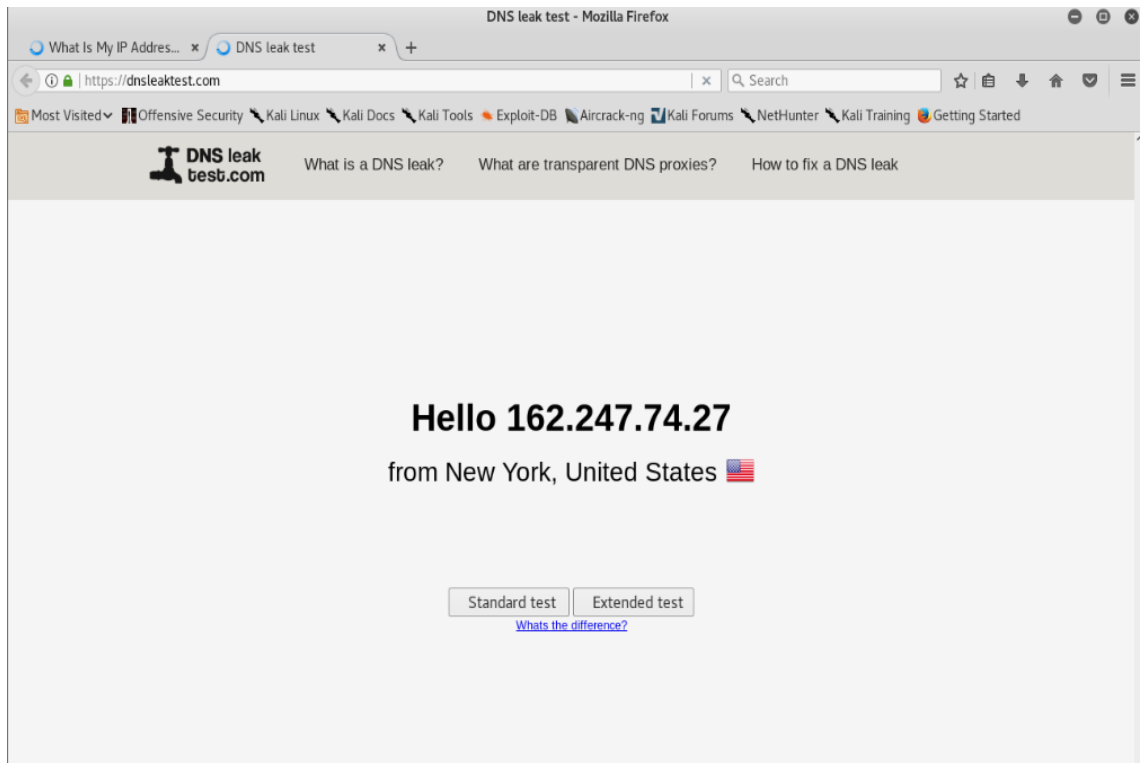 DNS leak test - Mozilla Firefox
What Is My IP Addres... DNS leak test
https://dnsleaktest.com Search
Most Visited Offensive Security Kali Linux Kali Docs Kali Tools Exploit-DB Aircrack-ng Kali Forums NetHunter Kali Training Getting Started
DNS leak
test.com
What is a DNS leak? What are transparent DNS proxies? How to fix a DNS leak
Hello 162.247.74.27
from New York, United States
Standard test Extended test
Whats the difference?